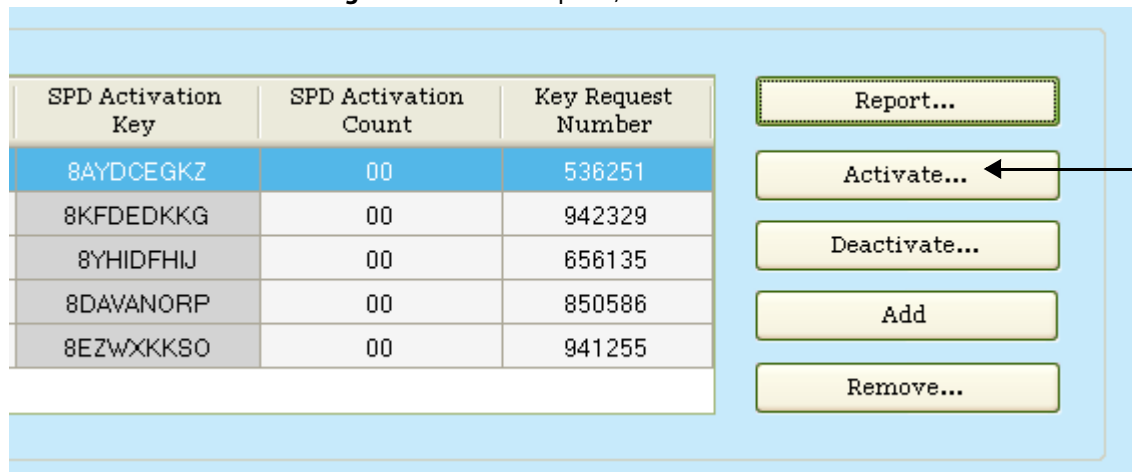 SPD Activation Key SPD Activation Count Key Request Number
8AYDCEGKZ 00 536251
8KFDEDKKG 00 942329
8YHIDFHIJ 00 656135
8DAVANORP 00 850586
8EZWXKKSO 00 941255
Report...
Activate...
Deactivate...
Add
Remove...